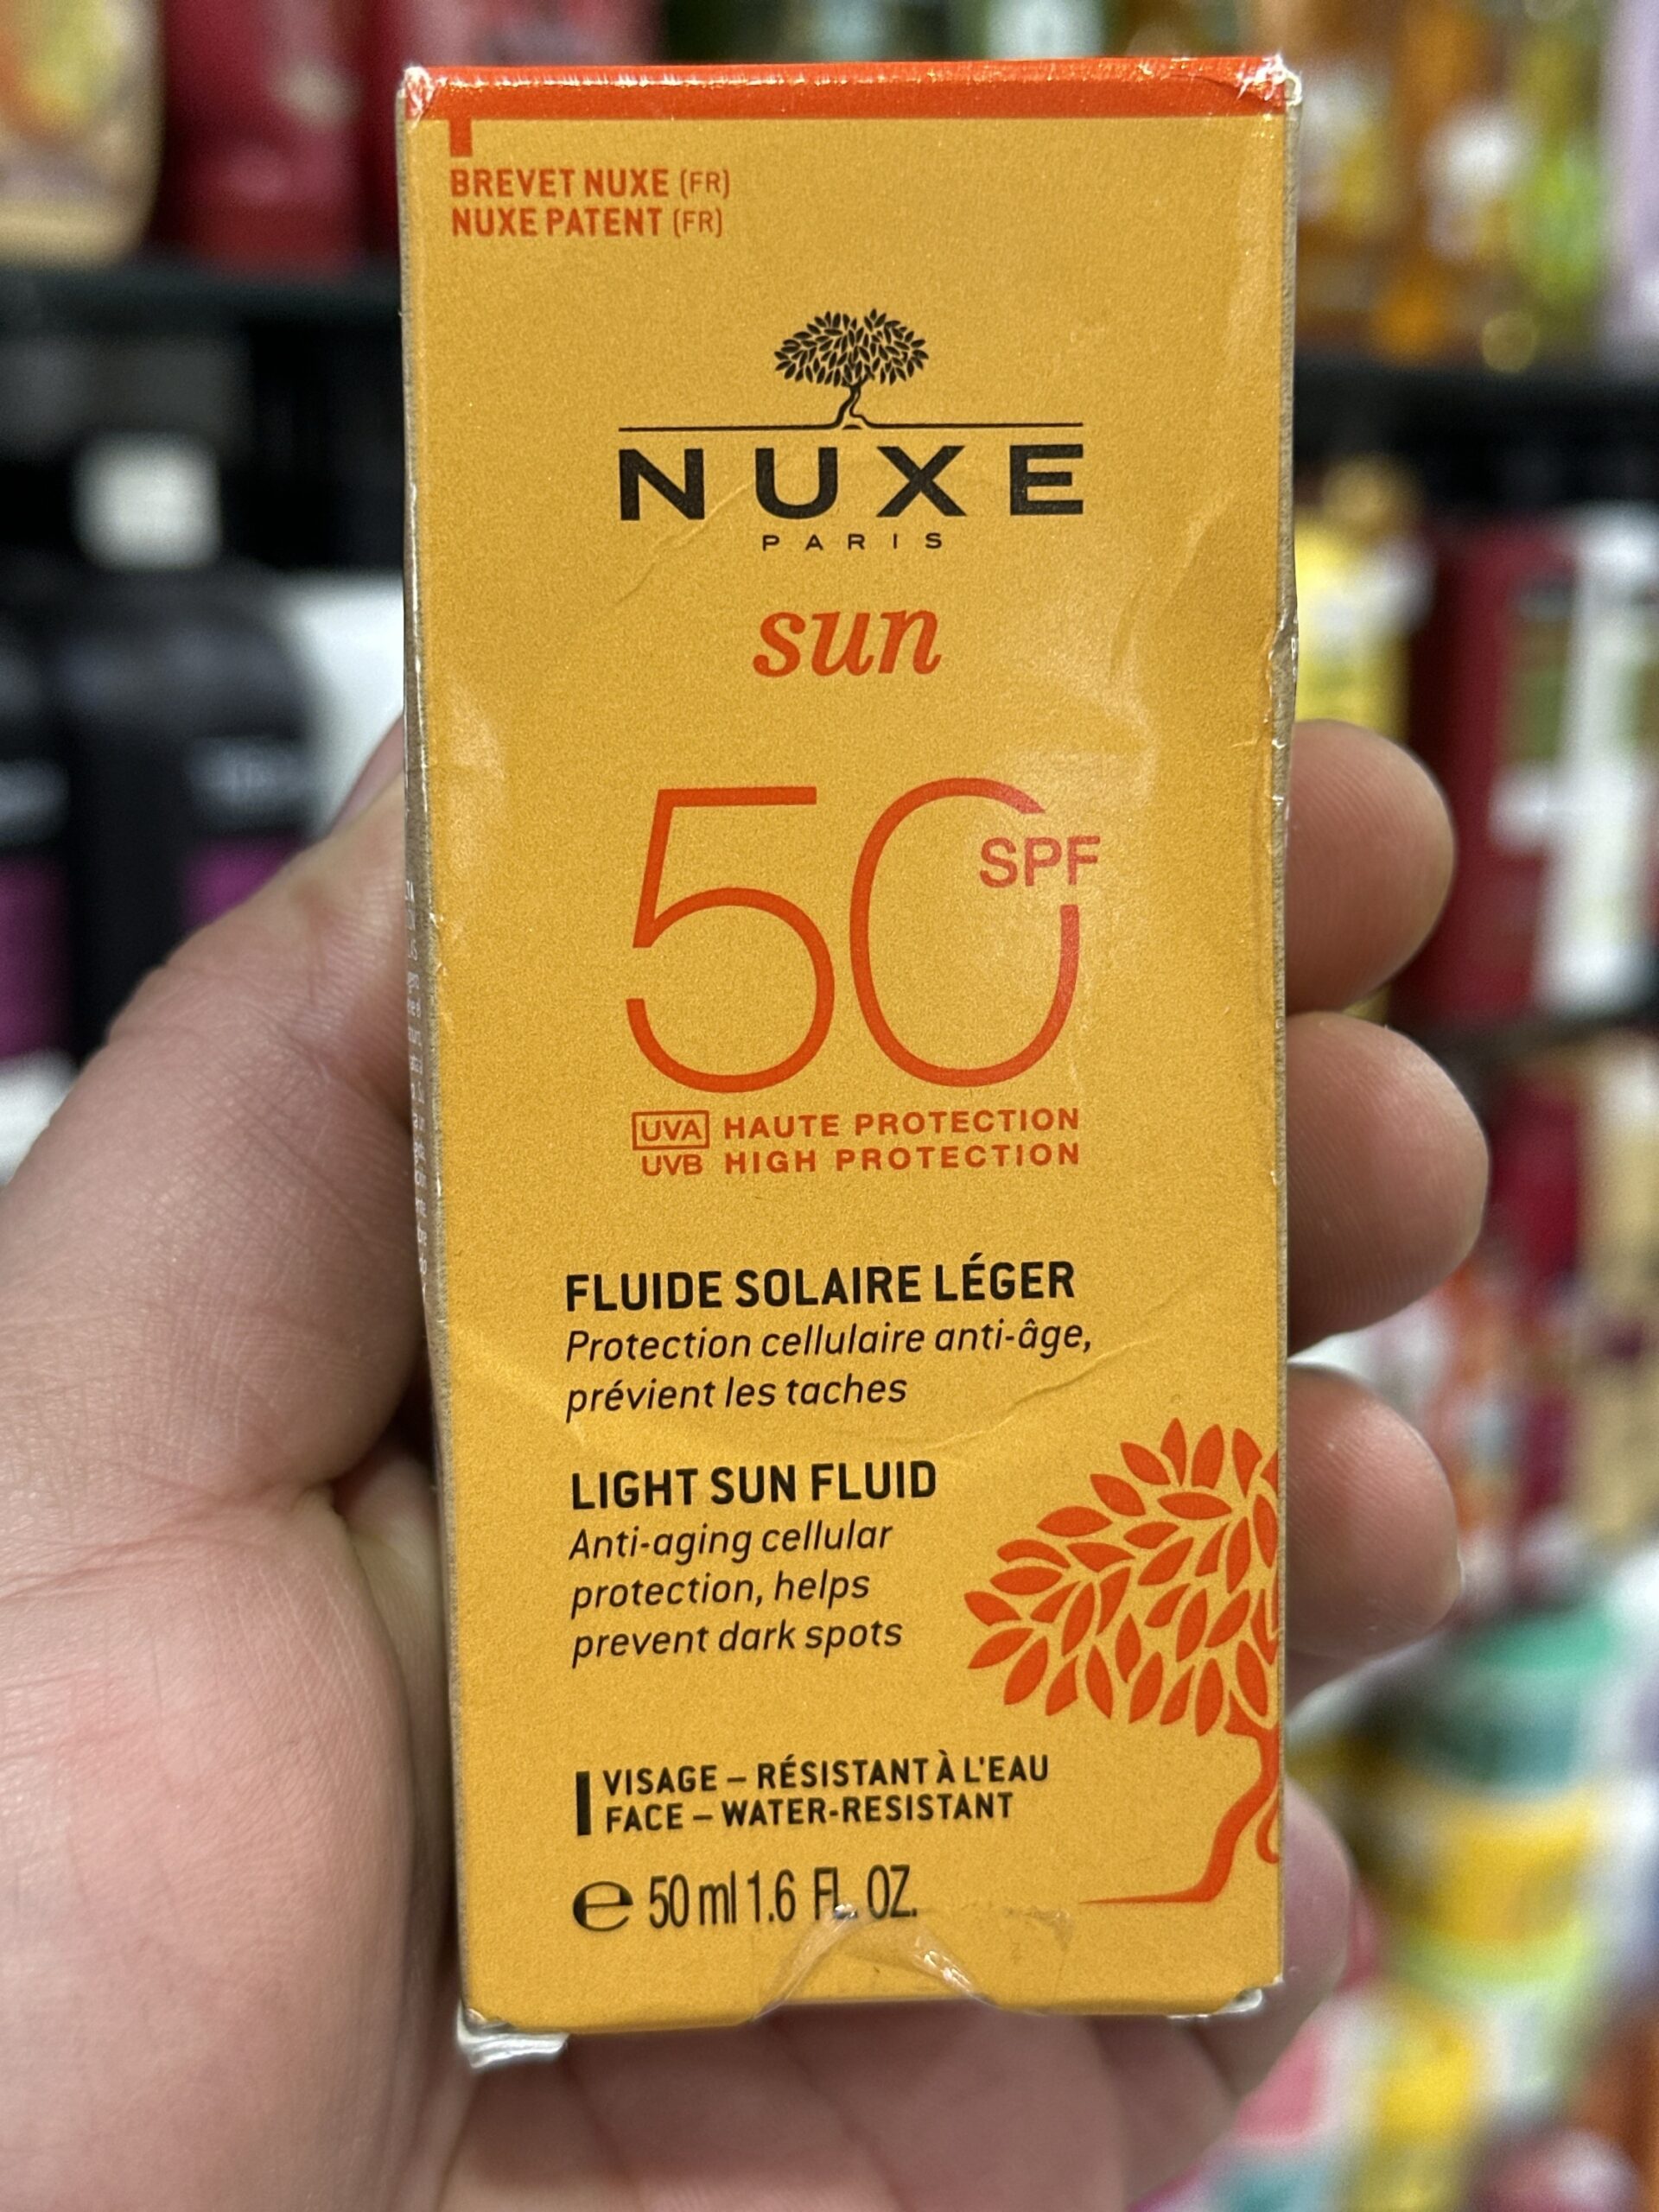 BREVET NUXE (FR)
NUXE PATENT (FR)
NUXE
PARIS
sun
50 SPF
UVA HAUTE PROTECTION
UVB HIGH PROTECTION
FLUIDE SOLAIRE LÉGER
Protection cellulaire anti-âge,
prévient les taches
LIGHT SUN FLUID
Anti-aging cellular
protection, helps
prevent dark spots
VISAGE – RÉSISTANT À L'EAU
FACE – WATER-RESISTANT
℮ 50 ml 1.6 FL. OZ.